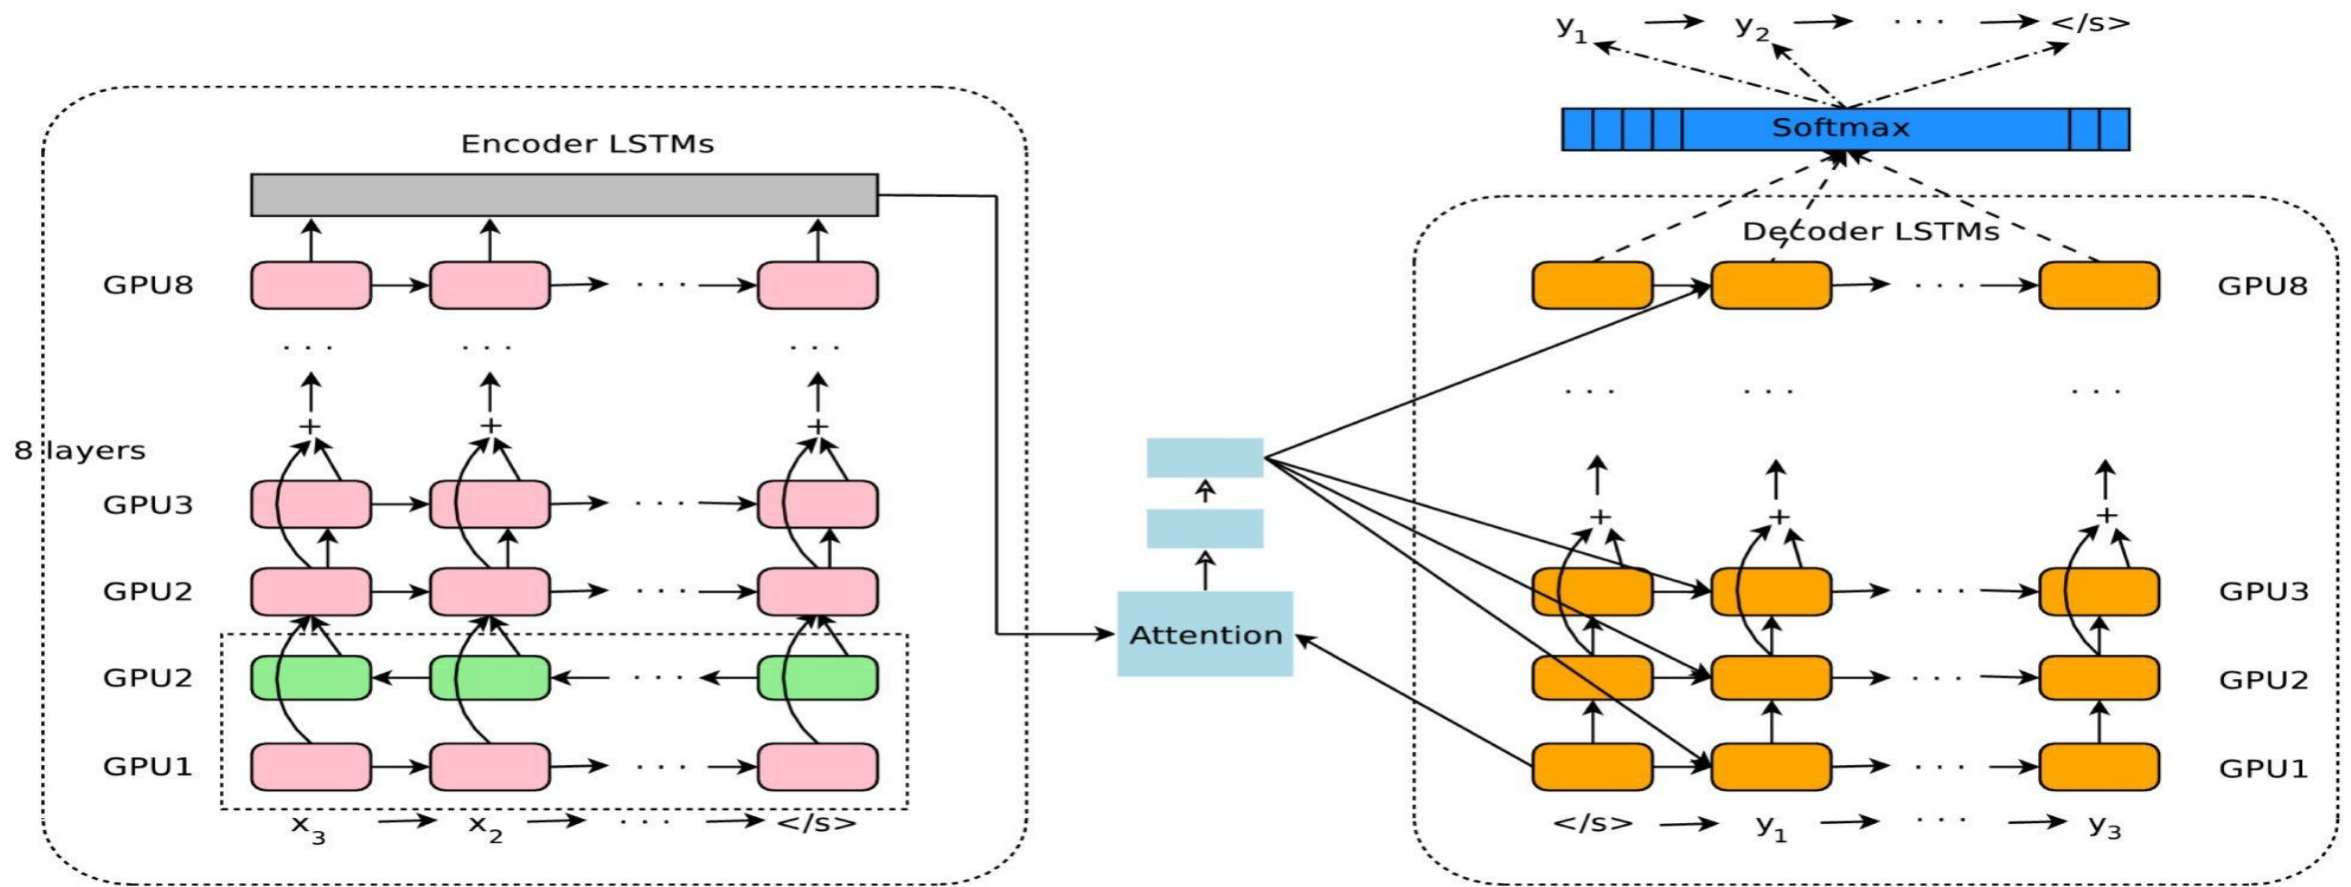 y1 → y2 → ··· → </s>
Softmax
Encoder LSTMs
Decoder LSTMs
GPU8 ···
··· ··· ···
+ + +
8 layers
GPU3 ···
GPU2 ···
GPU2 ···
GPU1 ···
x3 → x2 → ··· → </s>
Attention
··· GPU8
··· ··· ···
+ + +
··· GPU3
··· GPU2
··· GPU1
</s> → y1 → ··· → y3